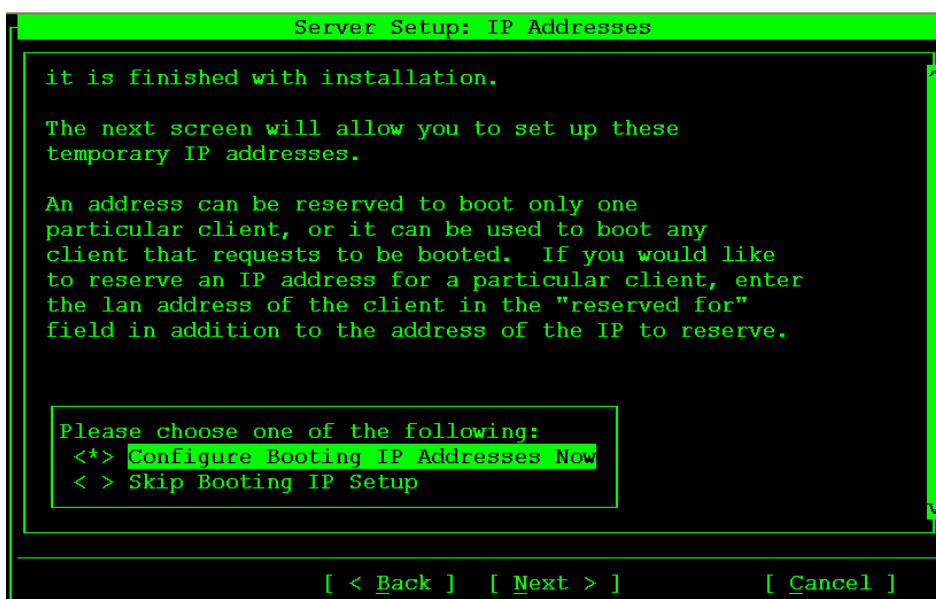 Server Setup: IP Addresses
it is finished with installation.
The next screen will allow you to set up these
temporary IP addresses.
An address can be reserved to boot only one
particular client, or it can be used to boot any
client that requests to be booted.  If you would like
to reserve an IP address for a particular client, enter
the lan address of the client in the "reserved for"
field in addition to the address of the IP to reserve.
Please choose one of the following:
<*> Configure Booting IP Addresses Now
< > Skip Booting IP Setup
[ < Back ]  [ Next > ]  [ Cancel ]